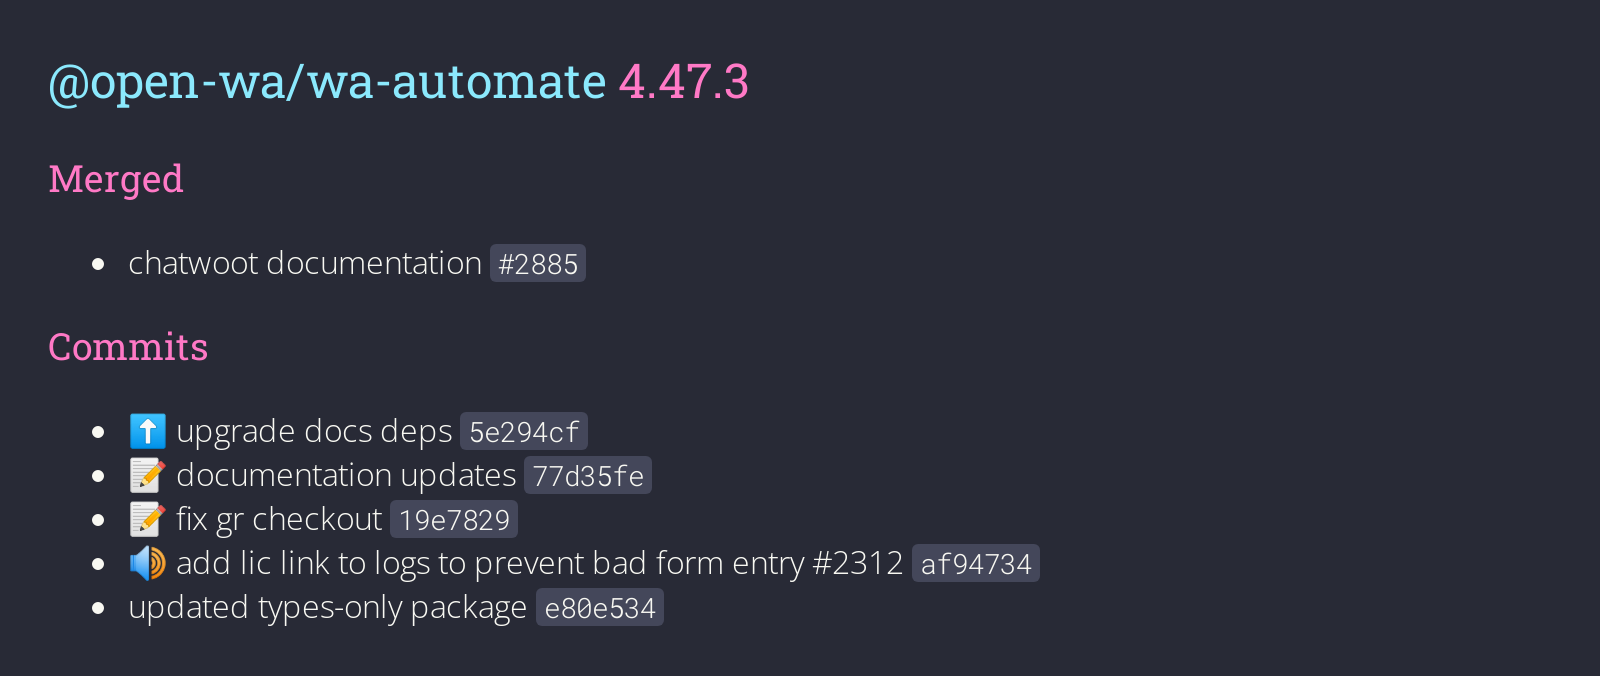 @open-wa/wa-automate 4.47.3
Merged
chatwoot documentation #2885
Commits
⬆️ upgrade docs deps 5e294cf
📝 documentation updates 77d35fe
📝 fix gr checkout 19e7829
🔊 add lic link to logs to prevent bad form entry #2312 af94734
updated types-only package e80e534